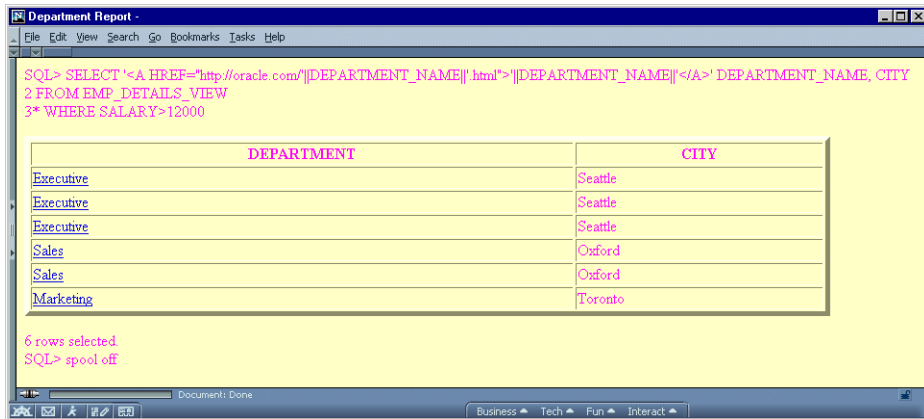 Department Report -
File Edit View Search Go Bookmarks Tasks Help
SQL> SELECT '<A HREF="http://oracle.com/'||DEPARTMENT_NAME||'.html">'||DEPARTMENT_NAME||'</A>' DEPARTMENT_NAME, CITY
2 FROM EMP_DETAILS_VIEW
3* WHERE SALARY>12000
DEPARTMENT CITY
Executive Seattle
Executive Seattle
Executive Seattle
Sales Oxford
Sales Oxford
Marketing Toronto
6 rows selected.
SQL> spool off
Document: Done
Business Tech Fun Interact